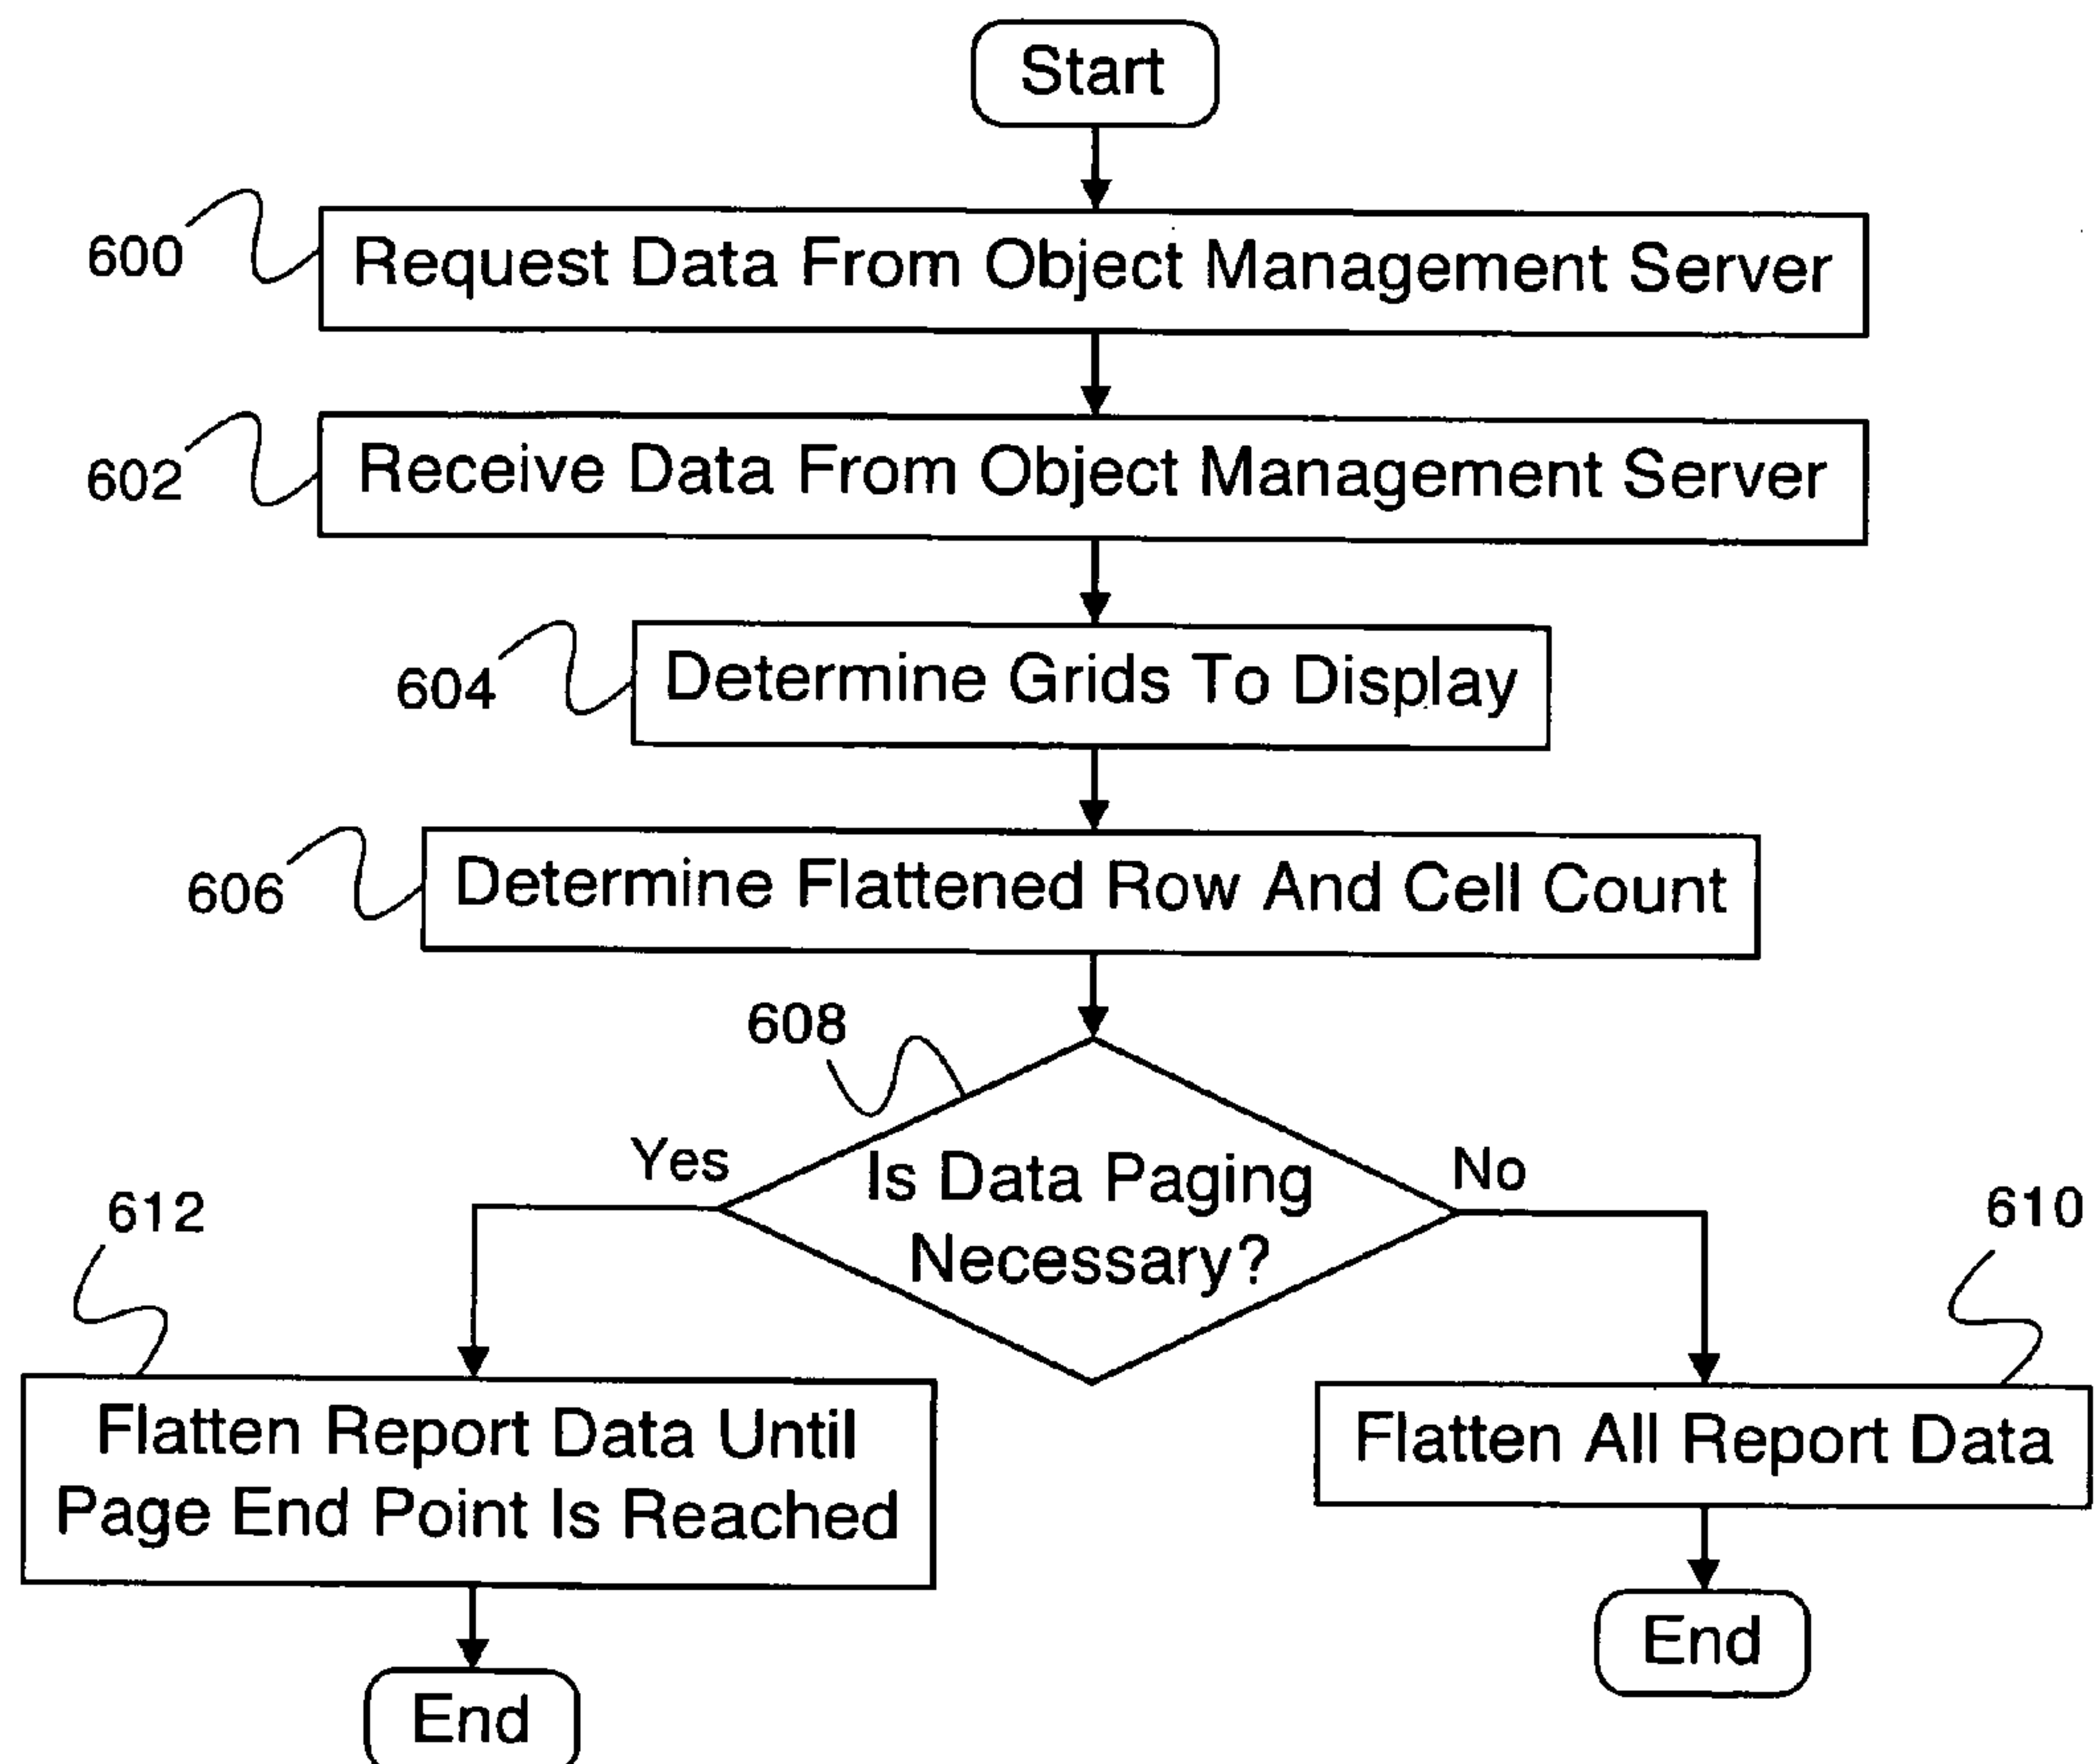 Start
600
Request Data From Object Management Server
602
Receive Data From Object Management Server
604
Determine Grids To Display
606
Determine Flattened Row And Cell Count
608
Yes
Is Data Paging
Necessary?
No
612
610
Flatten Report Data Until
Page End Point Is Reached
Flatten All Report Data
End
End